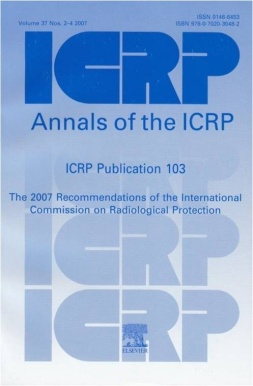 ISSN 0146-6453
Volume 37 Nos. 2-4 2007
ISBN 978-0-7020-3048-2
ICRP
Annals of the ICRP
ICRP Publication 103
The 2007 Recommendations of the International
Commission on Radiological Protection
ICRP
ICRP
ICRP
ELSEVIER